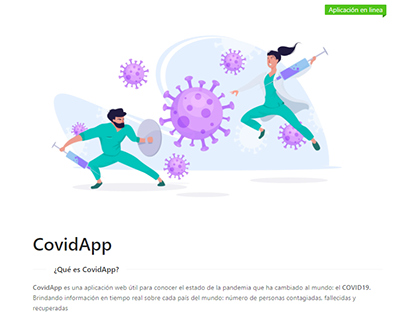 Aplicación en linea
CovidApp
¿Qué es CovidApp?
CovidApp es una aplicación web útil para conocer el estado de la pandemia que ha cambiado al mundo: el COVID19.
Brindando información en tiempo real sobre cada país del mundo: número de personas contagiadas, fallecidas y
recuperadas